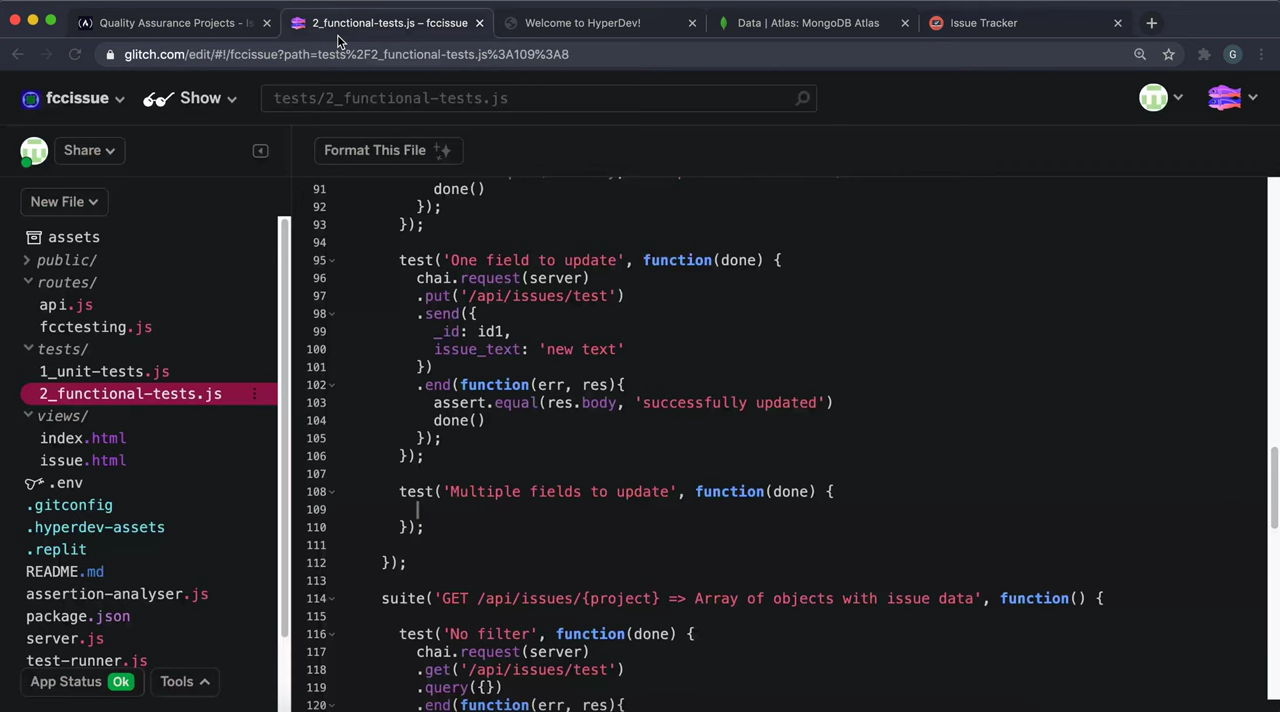 Quality Assurance Projects - Is
2_functional-tests.js – fccissue
Welcome to HyperDev!
Data | Atlas: MongoDB Atlas
Issue Tracker
glitch.com/edit/#!/fccissue?path=tests%2F2_functional-tests.js%3A109%3A8
G
fccissue
Show
tests/2_functional-tests.js
Share
Format This File
New File
assets
public/
routes/
api.js
fcctesting.js
tests/
1_unit-tests.js
2_functional-tests.js
views/
index.html
issue.html
.env
.gitconfig
.hyperdev-assets
.replit
README.md
assertion-analyser.js
package.json
server.js
test-runner.js
App Status Ok
Tools
91 done()
92 });
93 });
94
95 test('One field to update', function(done) {
96 chai.request(server)
97 .put('/api/issues/test')
98 .send({
99 _id: id1,
100 issue_text: 'new text'
101 })
102 .end(function(err, res){
103 assert.equal(res.body, 'successfully updated')
104 done()
105 });
106 });
107
108 test('Multiple fields to update', function(done) {
109
110 });
111
112 });
113
114 suite('GET /api/issues/{project} => Array of objects with issue data', function() {
115
116 test('No filter', function(done) {
117 chai.request(server)
118 .get('/api/issues/test')
119 .query({})
120 .end(function(err, res){